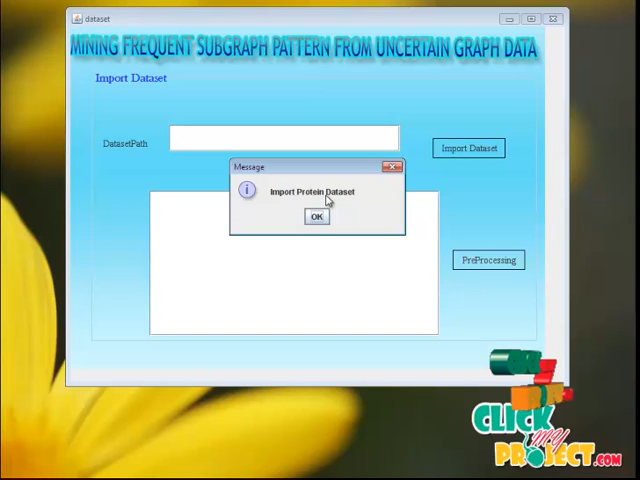 dataset
MINING FREQUENT SUBGRAPH PATTERN FROM UNCERTAIN GRAPH DATA
Import Dataset
DatasetPath
Import Dataset
Message
Import Protein Dataset
OK
PreProcessing
CLICK
MY
PROJECT.COM